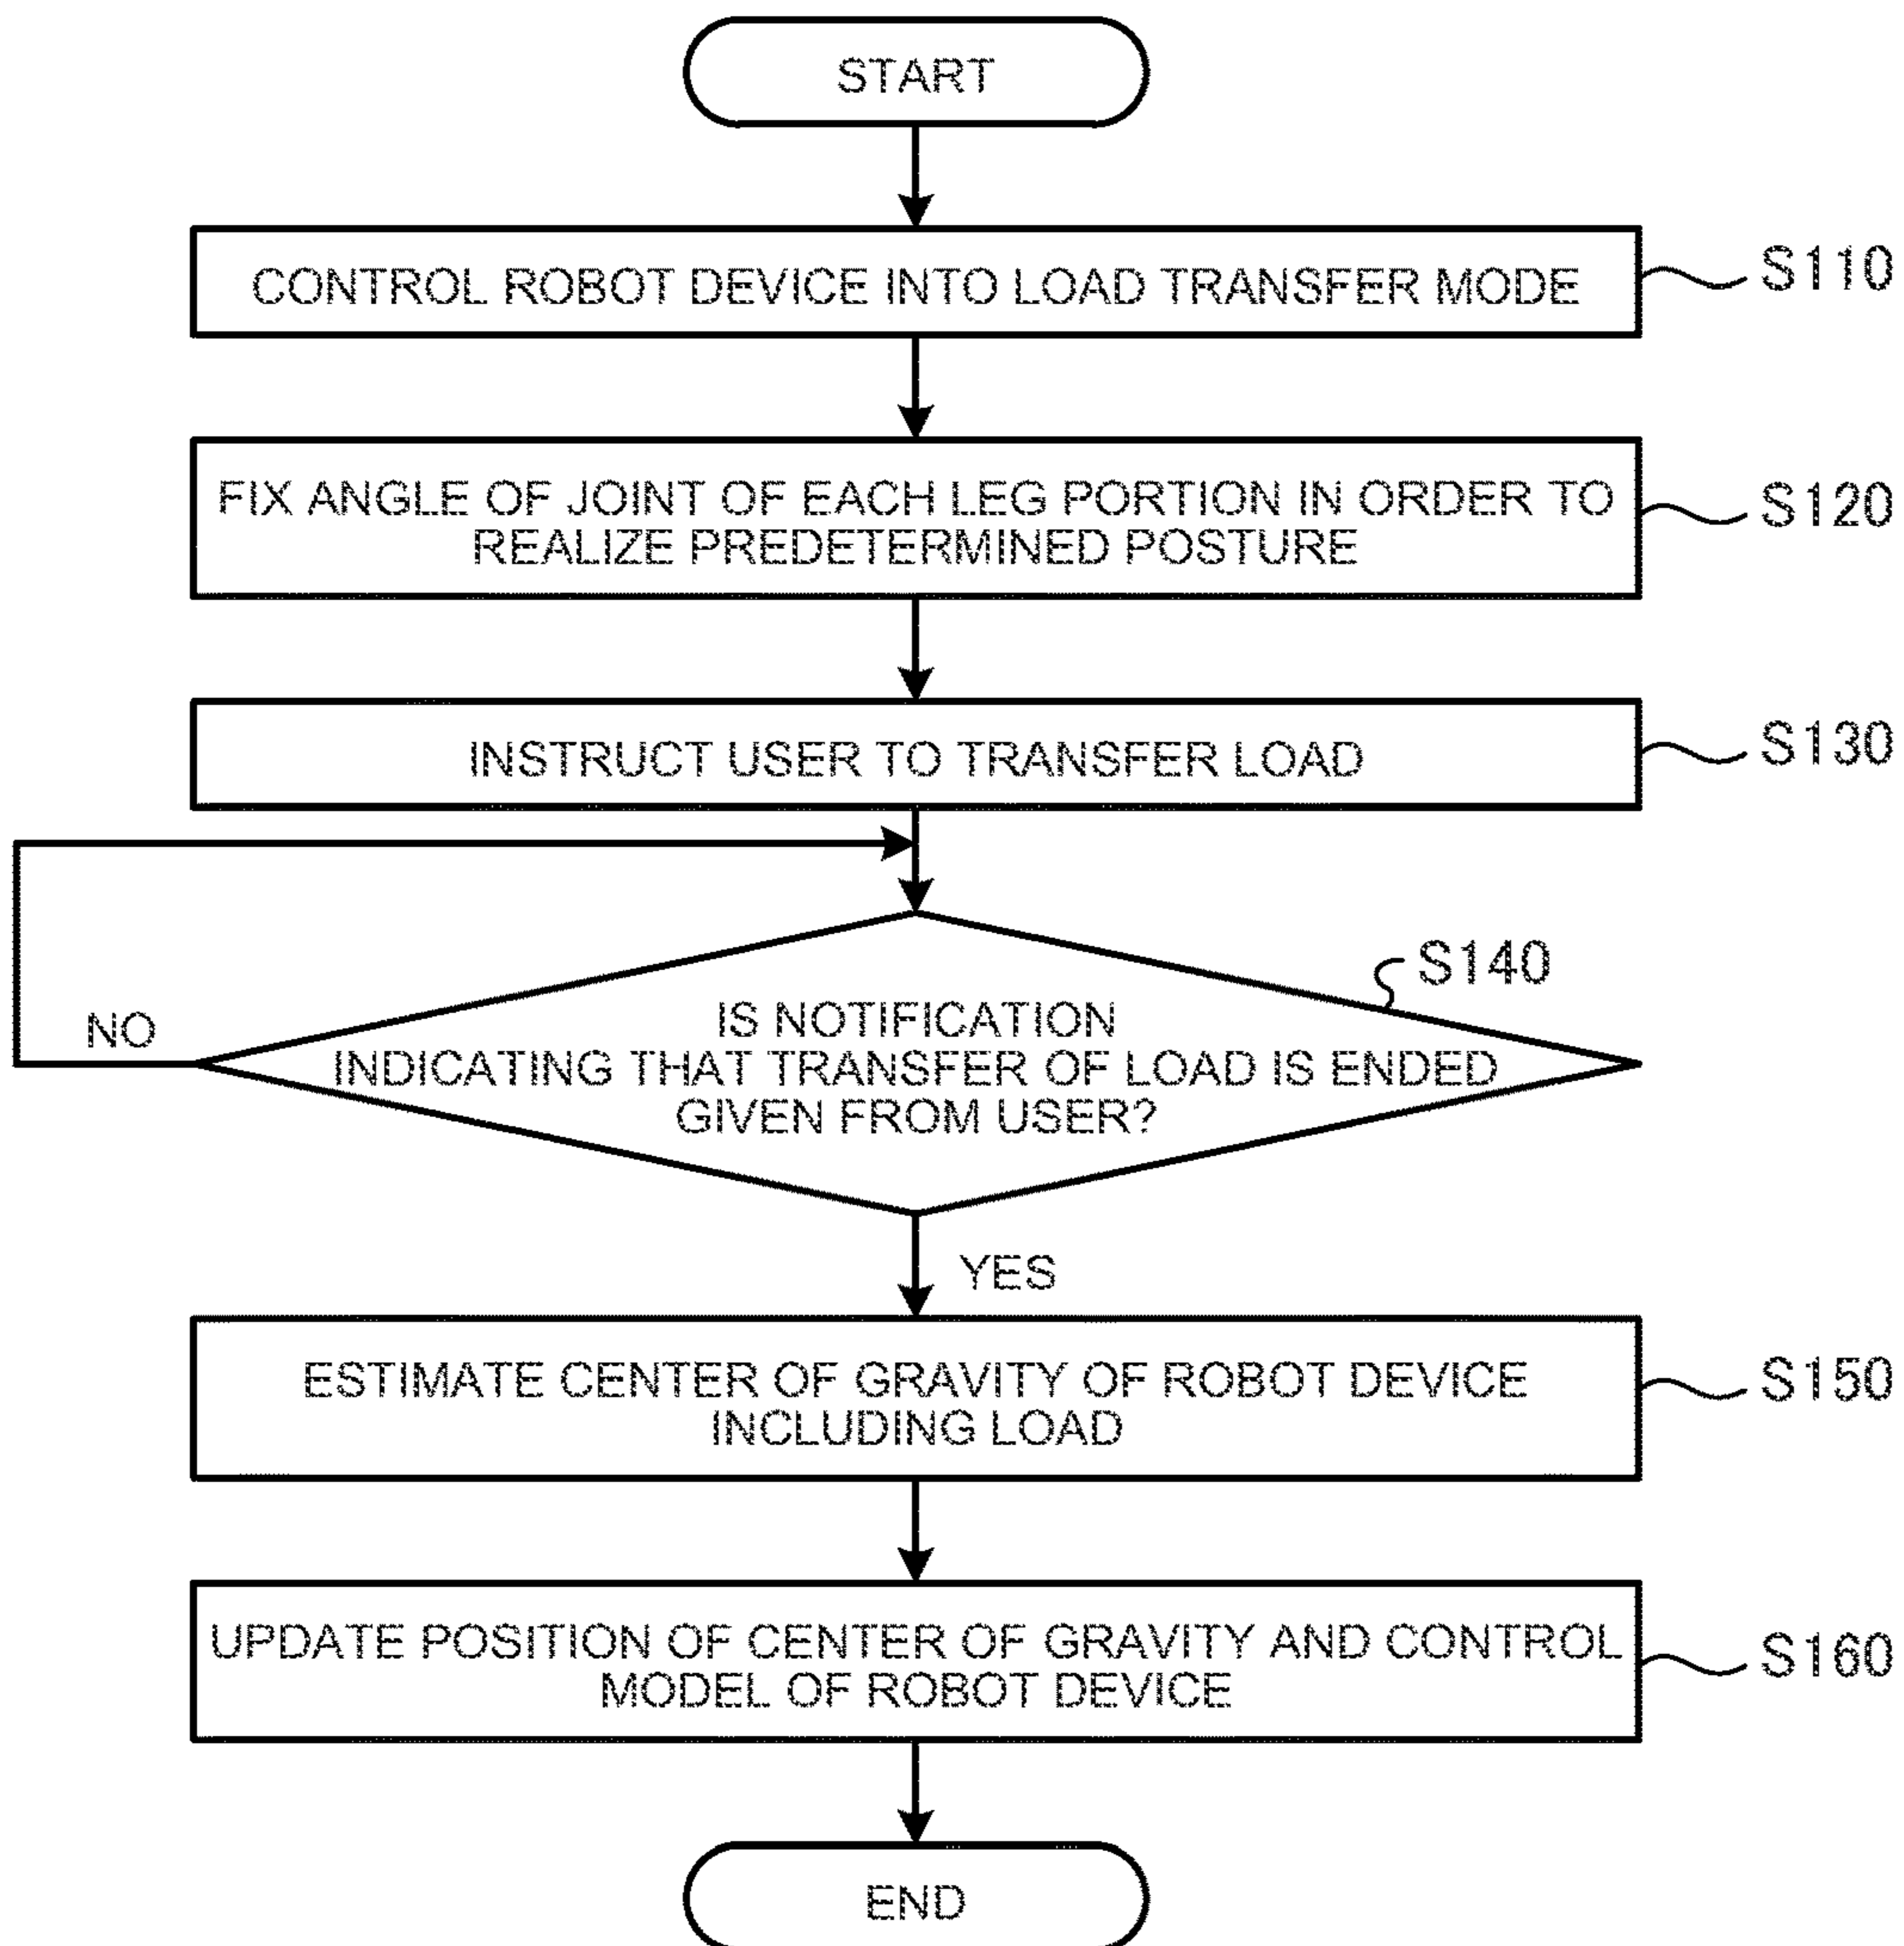 START
CONTROL ROBOT DEVICE INTO LOAD TRANSFER MODE
S110
FIX ANGLE OF JOINT OF EACH LEG PORTION IN ORDER TO
REALIZE PREDETERMINED POSTURE
S120
INSTRUCT USER TO TRANSFER LOAD
S130
S140
IS NOTIFICATION
INDICATING THAT TRANSFER OF LOAD IS ENDED
GIVEN FROM USER?
NO
YES
ESTIMATE CENTER OF GRAVITY OF ROBOT DEVICE
INCLUDING LOAD
S150
UPDATE POSITION OF CENTER OF GRAVITY AND CONTROL
MODEL OF ROBOT DEVICE
S160
END